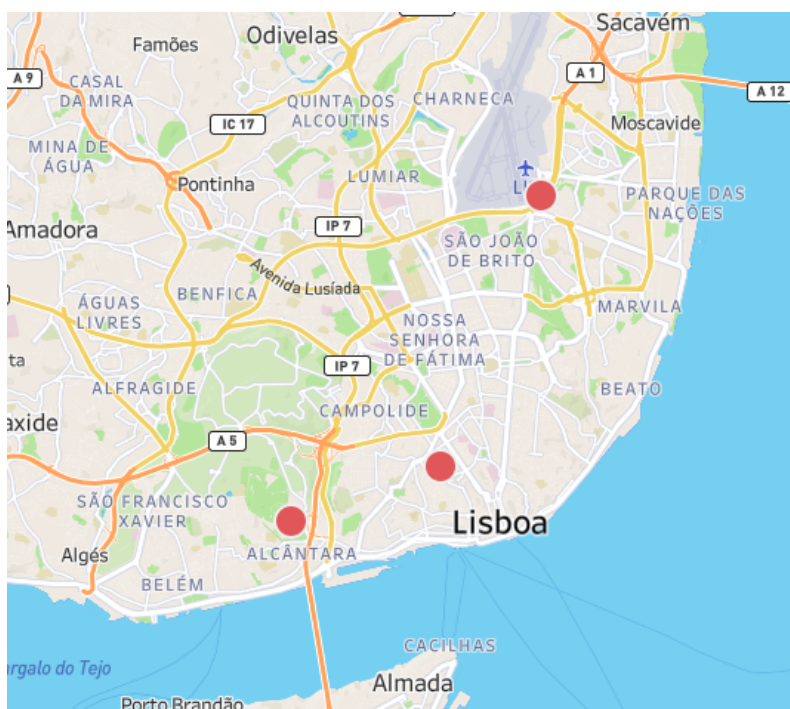 Sacavém
Famões
Odivelas
A 9
A 1
CASAL
DA MIRA
A 12
QUINTA DOS
ALCOUTINS
CHARNECA
IC 17
Moscavide
MINA DE
ÁGUA
LUMIAR
Pontinha
PARQUE DAS
NAÇÕES
IP 7
Amadora
SÃO JOÃO
DE BRITO
Avenida Lusíada
BENFICA
ÁGUAS
LIVRES
MARVILA
NOSSA
SENHORA
DE FÁTIMA
ta
IP 7
ALFRAGIDE
BEATO
CAMPOLIDE
axide
A 5
SÃO FRANCISCO
XAVIER
Lisboa
Algés
ALCÂNTARA
BELÉM
CACILHAS
argalo do Tejo
Almada
Porto Brandão